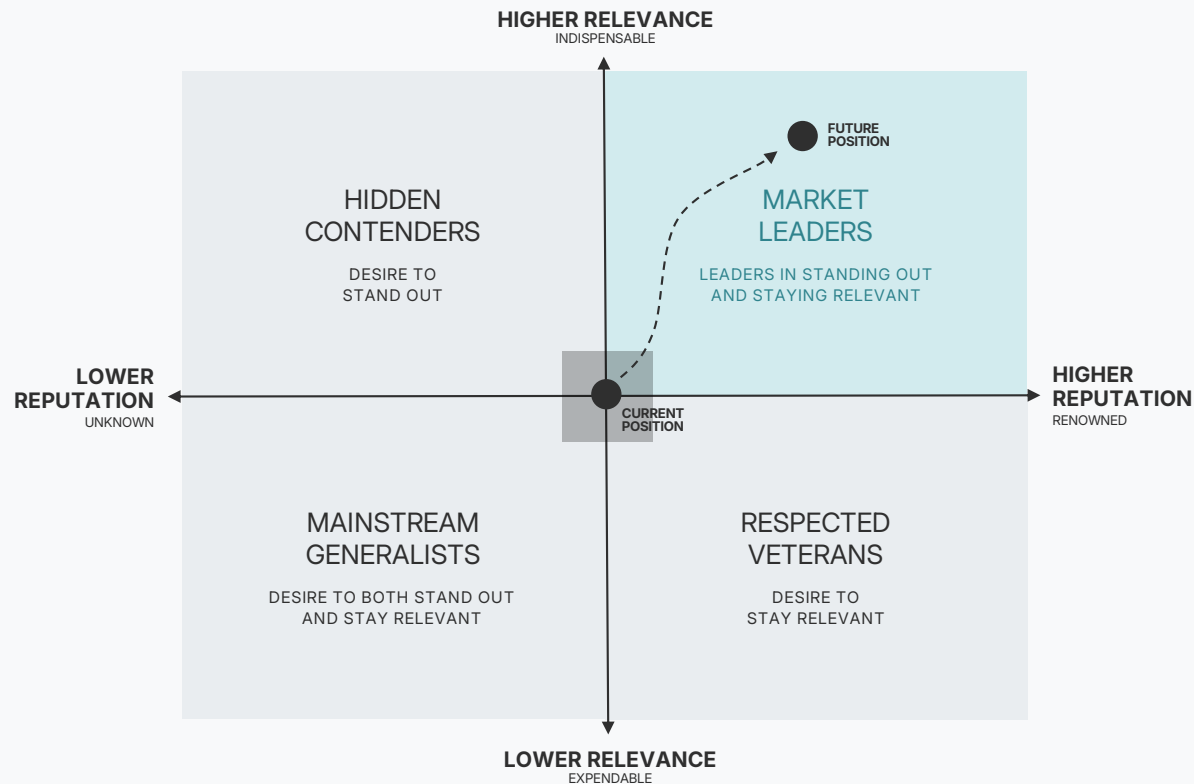 HIGHER RELEVANCE
INDISPENSABLE
FUTURE
POSITION
HIDDEN
CONTENDERS
DESIRE TO
STAND OUT
MARKET
LEADERS
LEADERS IN STANDING OUT
AND STAYING RELEVANT
LOWER
REPUTATION
UNKNOWN
HIGHER
REPUTATION
RENOWNED
CURRENT
POSITION
MAINSTREAM
GENERALISTS
DESIRE TO BOTH STAND OUT
AND STAY RELEVANT
RESPECTED
VETERANS
DESIRE TO
STAY RELEVANT
LOWER RELEVANCE
EXPENDABLE